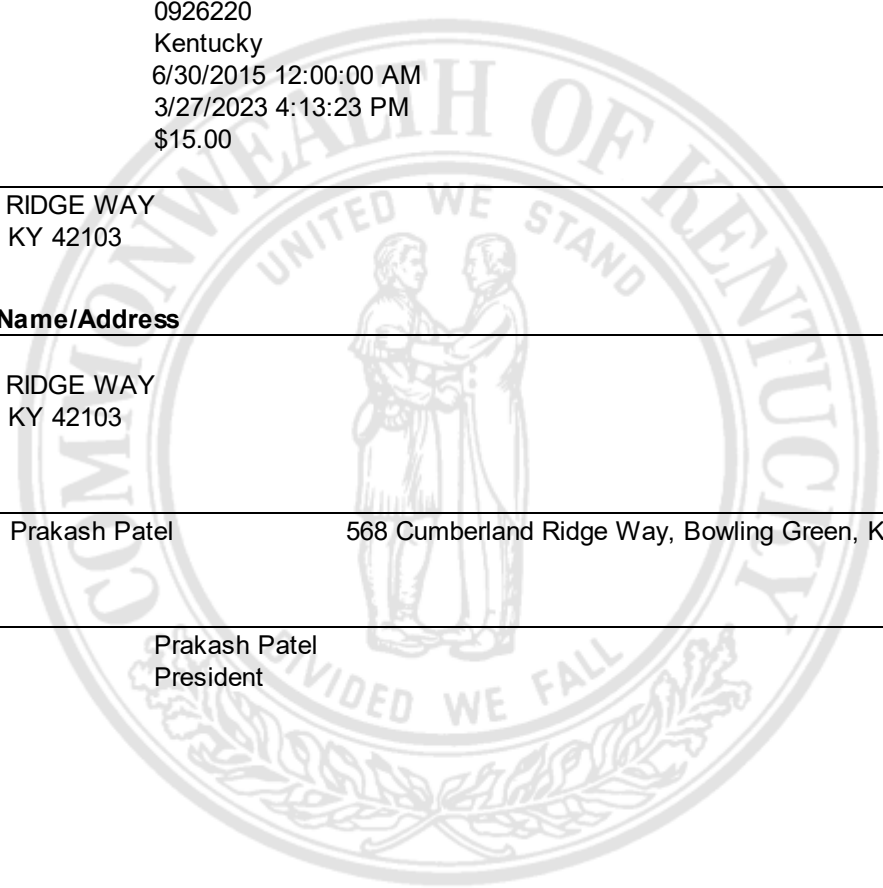 0926220
Kentucky
6/30/2015 12:00:00 AM
3/27/2023 4:13:23 PM
$15.00
RIDGE WAY
KY 42103
Name/Address
RIDGE WAY
KY 42103
Prakash Patel 568 Cumberland Ridge Way, Bowling Green, K
Prakash Patel
President
COMMONWEALTH OF KENTUCKY
UNITED WE STAND
DIVIDED WE FALL